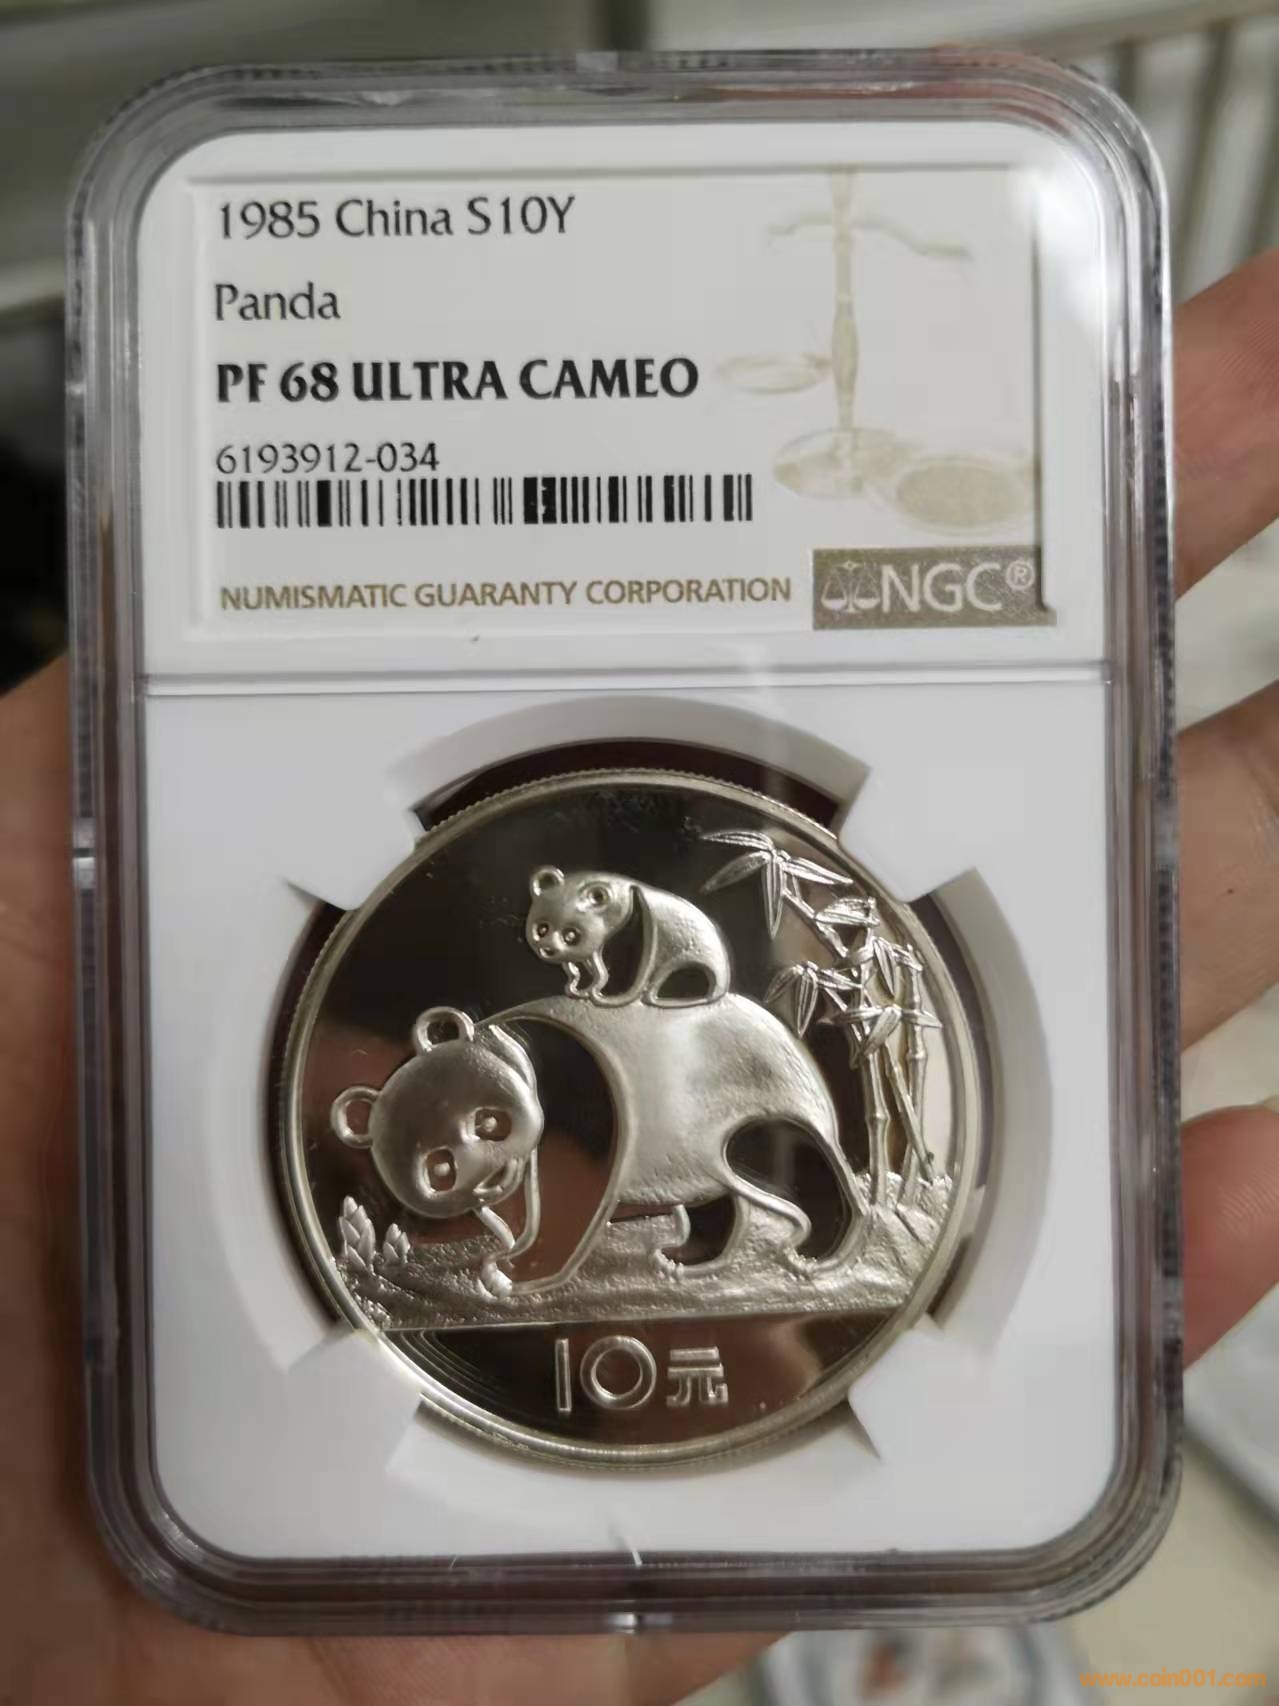 1985 China S10Y
Panda
PF 68 ULTRA CAMEO
6193912-034
NUMISMATIC GUARANTY CORPORATION
NGC®
10元
www.coin001.com